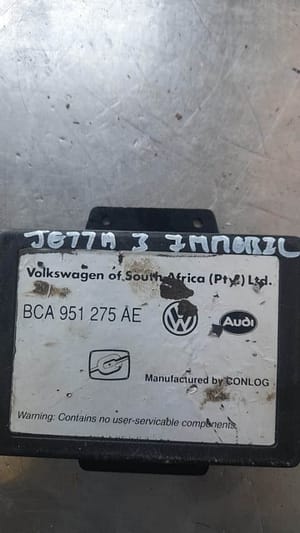 JETTA 3 IMMOBIL
Volkswagen of South Africa (Pty) Ltd.
BCA 951 275 AE
VW
Audi
Manufactured by CONLOG
Warning: Contains no user-servicable components.